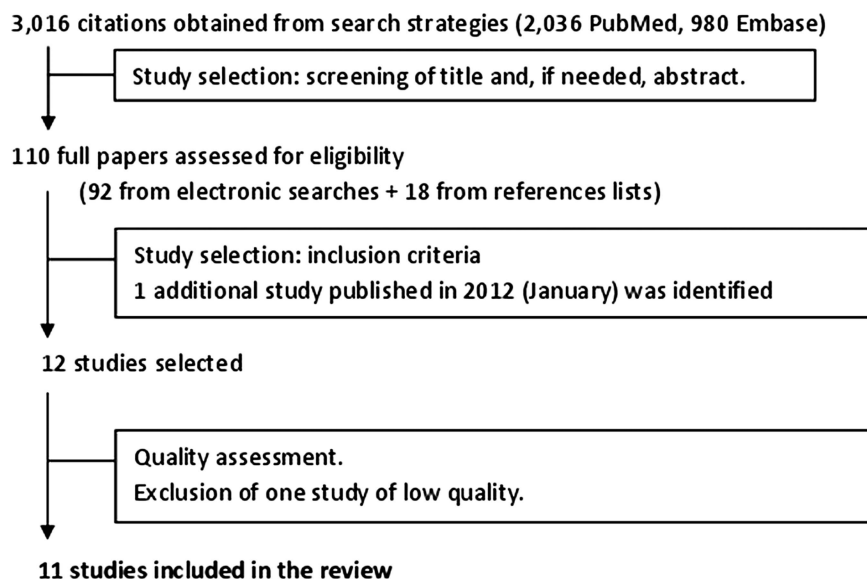 3,016 citations obtained from search strategies (2,036 PubMed, 980 Embase)
Study selection: screening of title and, if needed, abstract.
110 full papers assessed for eligibility
(92 from electronic searches + 18 from references lists)
Study selection: inclusion criteria
1 additional study published in 2012 (January) was identified
12 studies selected
Quality assessment.
Exclusion of one study of low quality.
11 studies included in the review